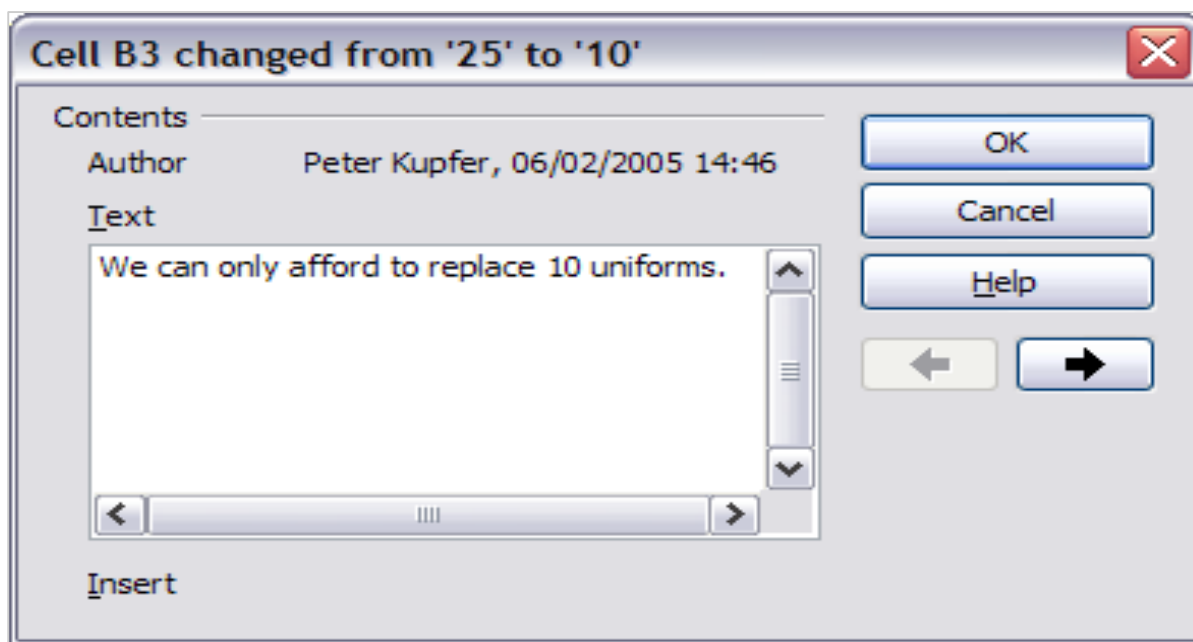 Cell B3 changed from '25' to '10'
Contents
Author Peter Kupfer, 06/02/2005 14:46
Text
We can only afford to replace 10 uniforms.
Insert
OK
Cancel
Help